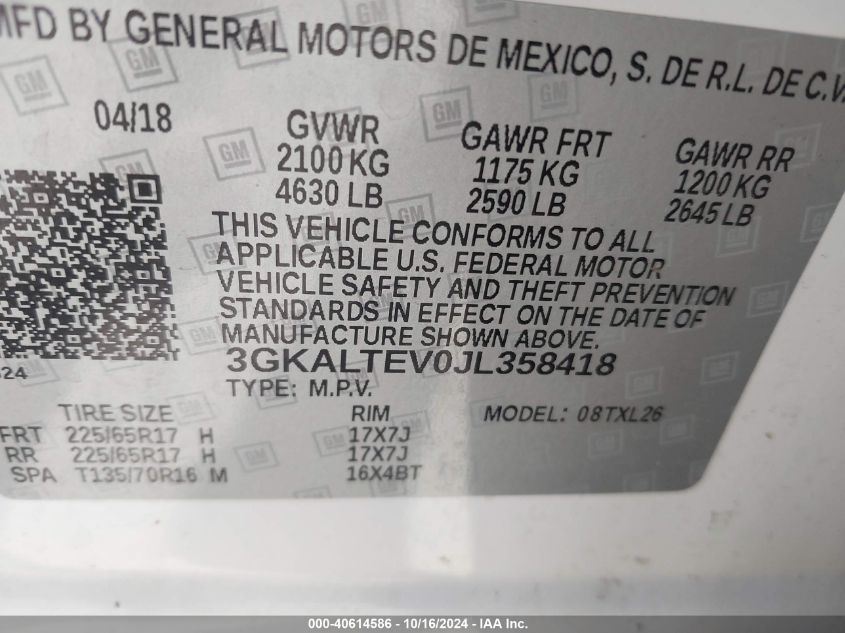 MFD BY GENERAL MOTORS DE MEXICO, S. DE R.L. DE C.V.
04/18
GVWR
2100 KG
4630 LB
GAWR FRT
1175 KG
2590 LB
GAWR RR
1200 KG
2645 LB
THIS VEHICLE CONFORMS TO ALL
APPLICABLE U.S. FEDERAL MOTOR
VEHICLE SAFETY AND THEFT PREVENTION
STANDARDS IN EFFECT ON THE DATE OF
MANUFACTURE SHOWN ABOVE.
3GKALTEV0JL358418
TYPE: M.P.V.
TIRE SIZE RIM MODEL: 08TXL26
FRT 225/65R17 H 17X7J
RR 225/65R17 H 17X7J
SPA T135/70R16 M 16X4BT
GM
000-40614586 - 10/16/2024 - IAA Inc.